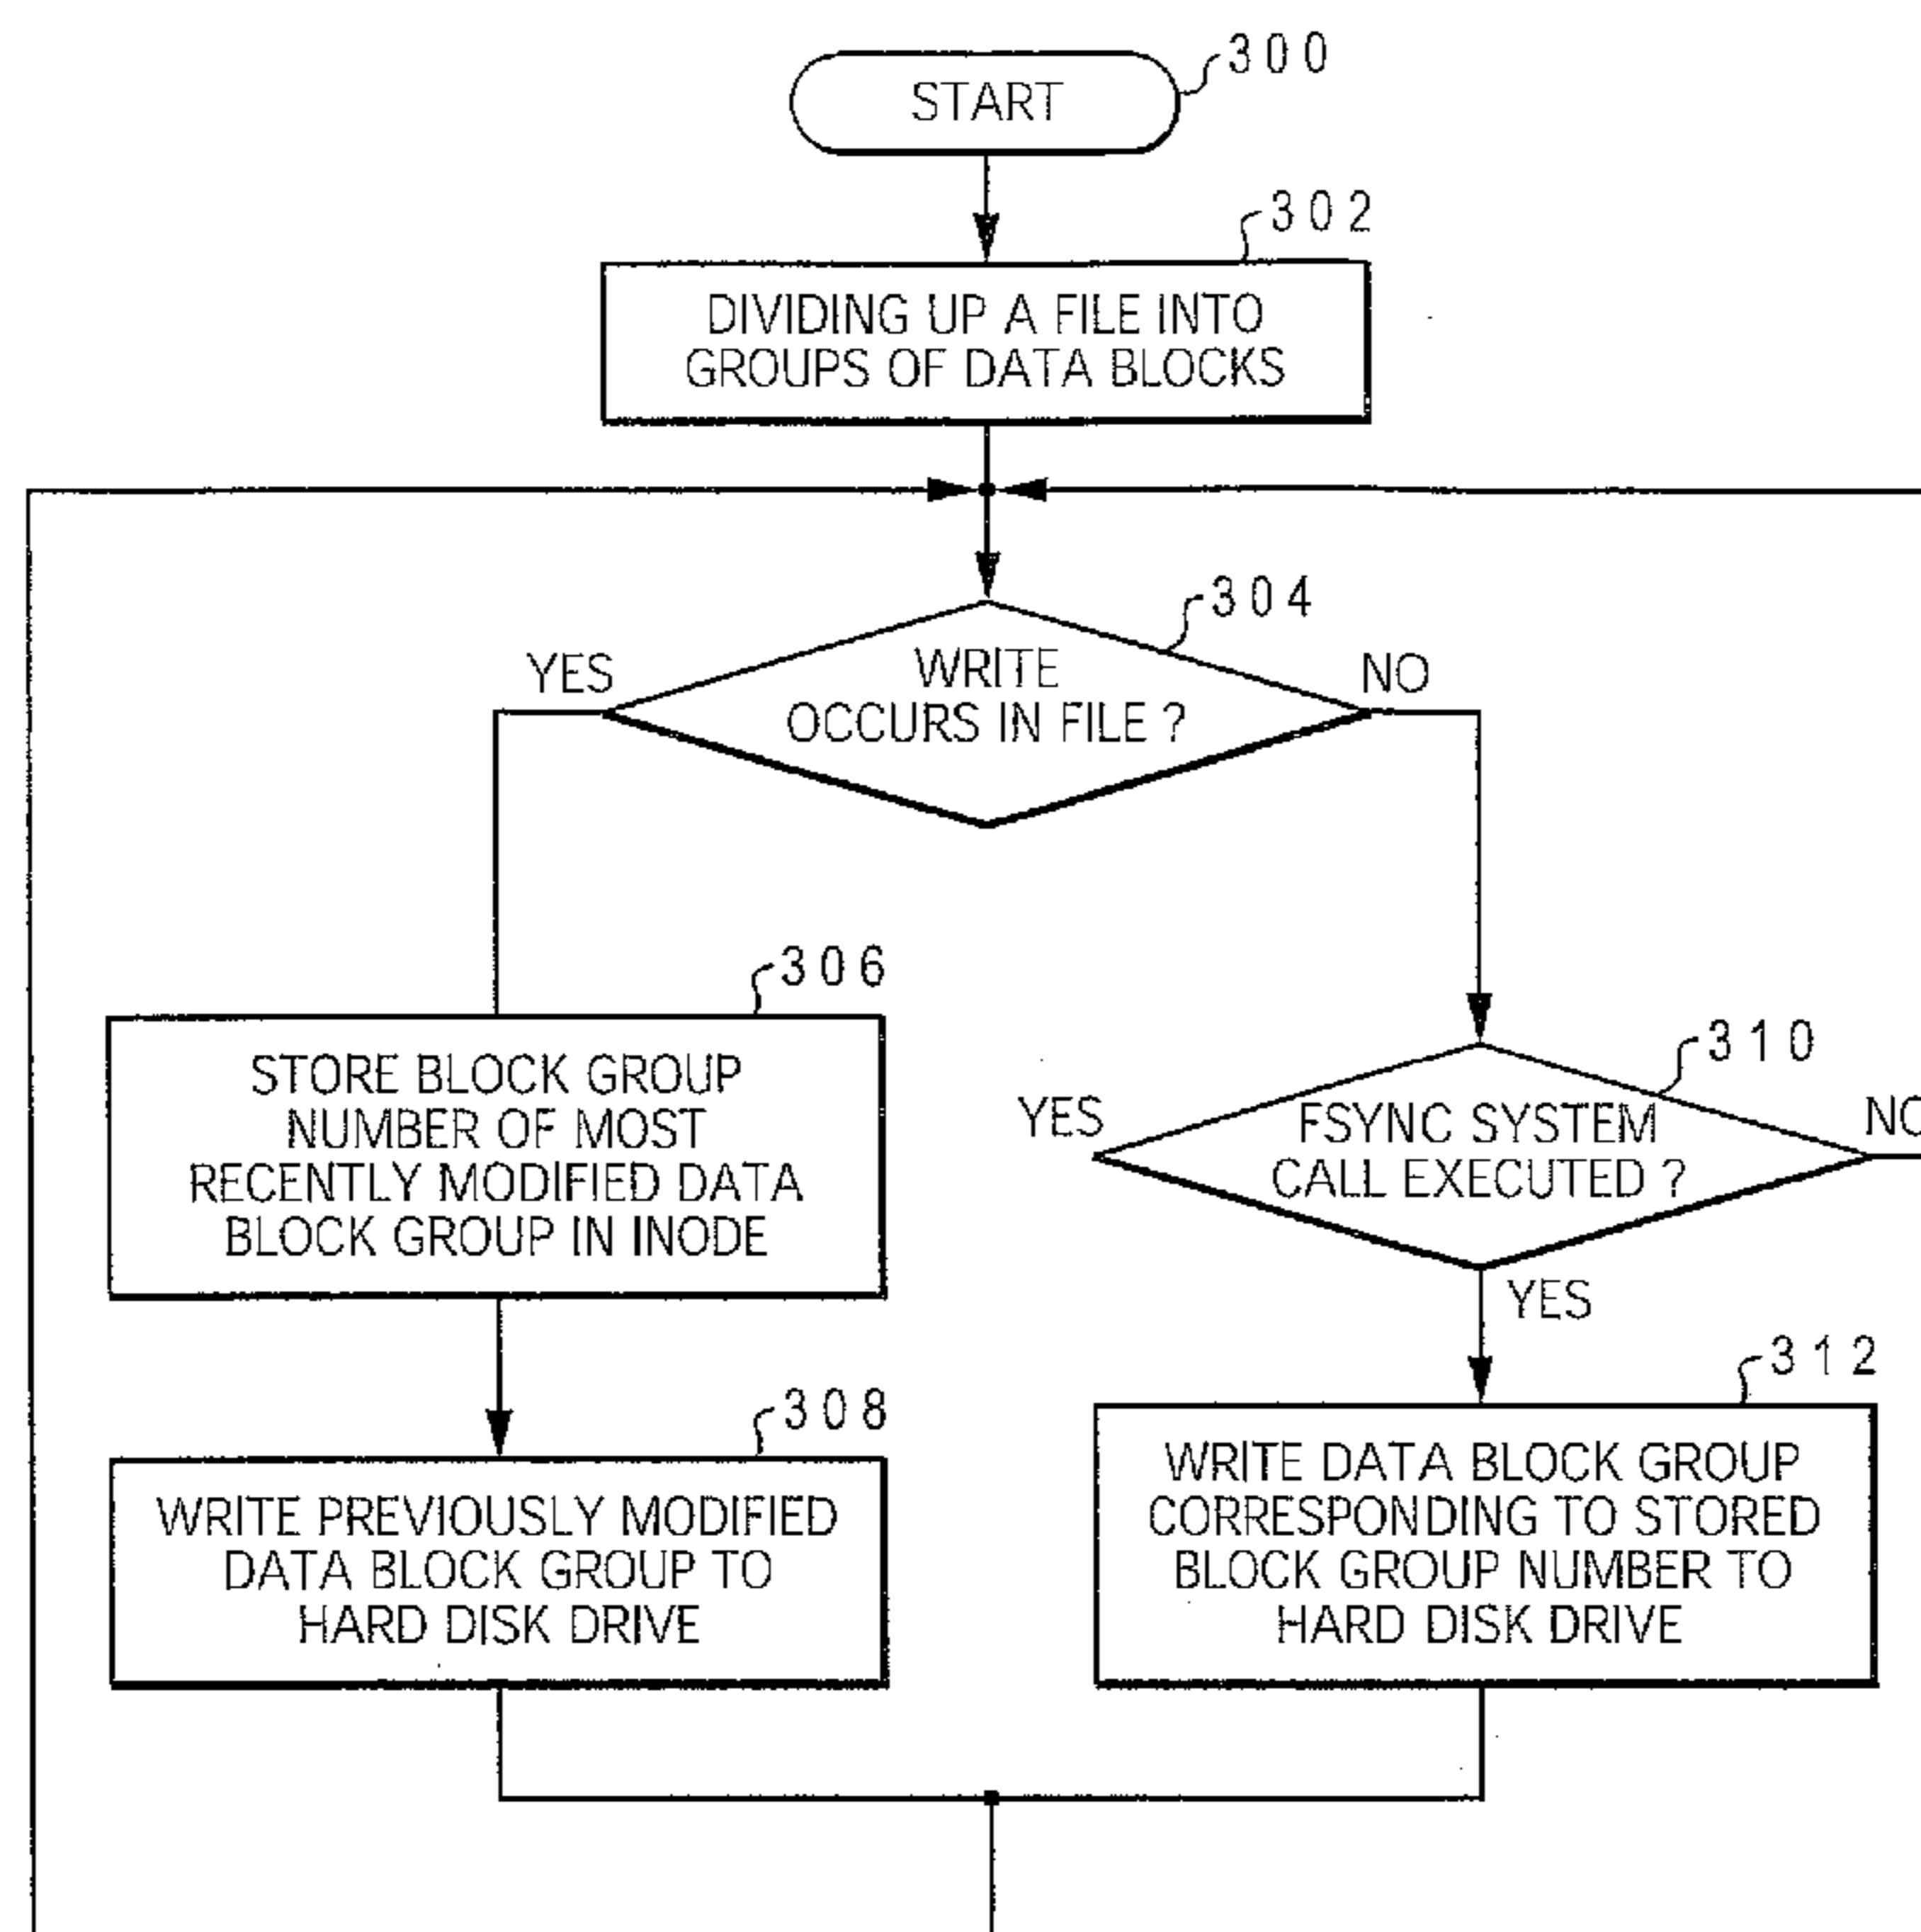 300
START
302
DIVIDING UP A FILE INTO
GROUPS OF DATA BLOCKS
304
YES
WRITE
OCCURS IN FILE ?
NO
306
STORE BLOCK GROUP
NUMBER OF MOST
RECENTLY MODIFIED DATA
BLOCK GROUP IN INODE
310
YES
FSYNC SYSTEM
CALL EXECUTED ?
NO
YES
308
WRITE PREVIOUSLY MODIFIED
DATA BLOCK GROUP TO
HARD DISK DRIVE
312
WRITE DATA BLOCK GROUP
CORRESPONDING TO STORED
BLOCK GROUP NUMBER TO
HARD DISK DRIVE